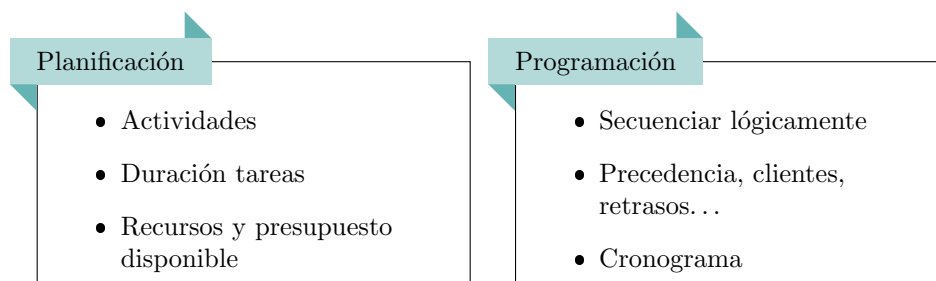 Planificación
• Actividades
• Duración tareas
• Recursos y presupuesto
disponible
Programación
• Secuenciar lógicamente
• Precedencia, clientes,
retrasos...
• Cronograma